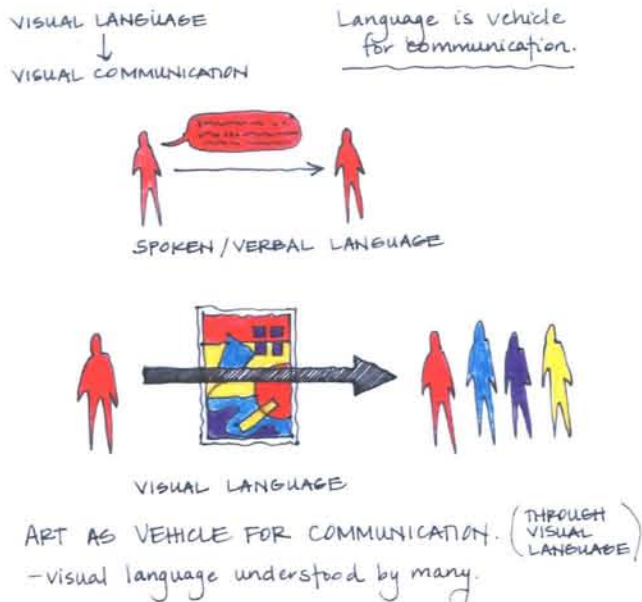 VISUAL LANGUAGE
VISUAL COMMUNICATION
Language is vehicle
for communication.
SPOKEN/VERBAL LANGUAGE
VISUAL LANGUAGE
ART AS VEHICLE FOR COMMUNICATION. (THROUGH
VISUAL
LANGUAGE)
-visual language understood by many.